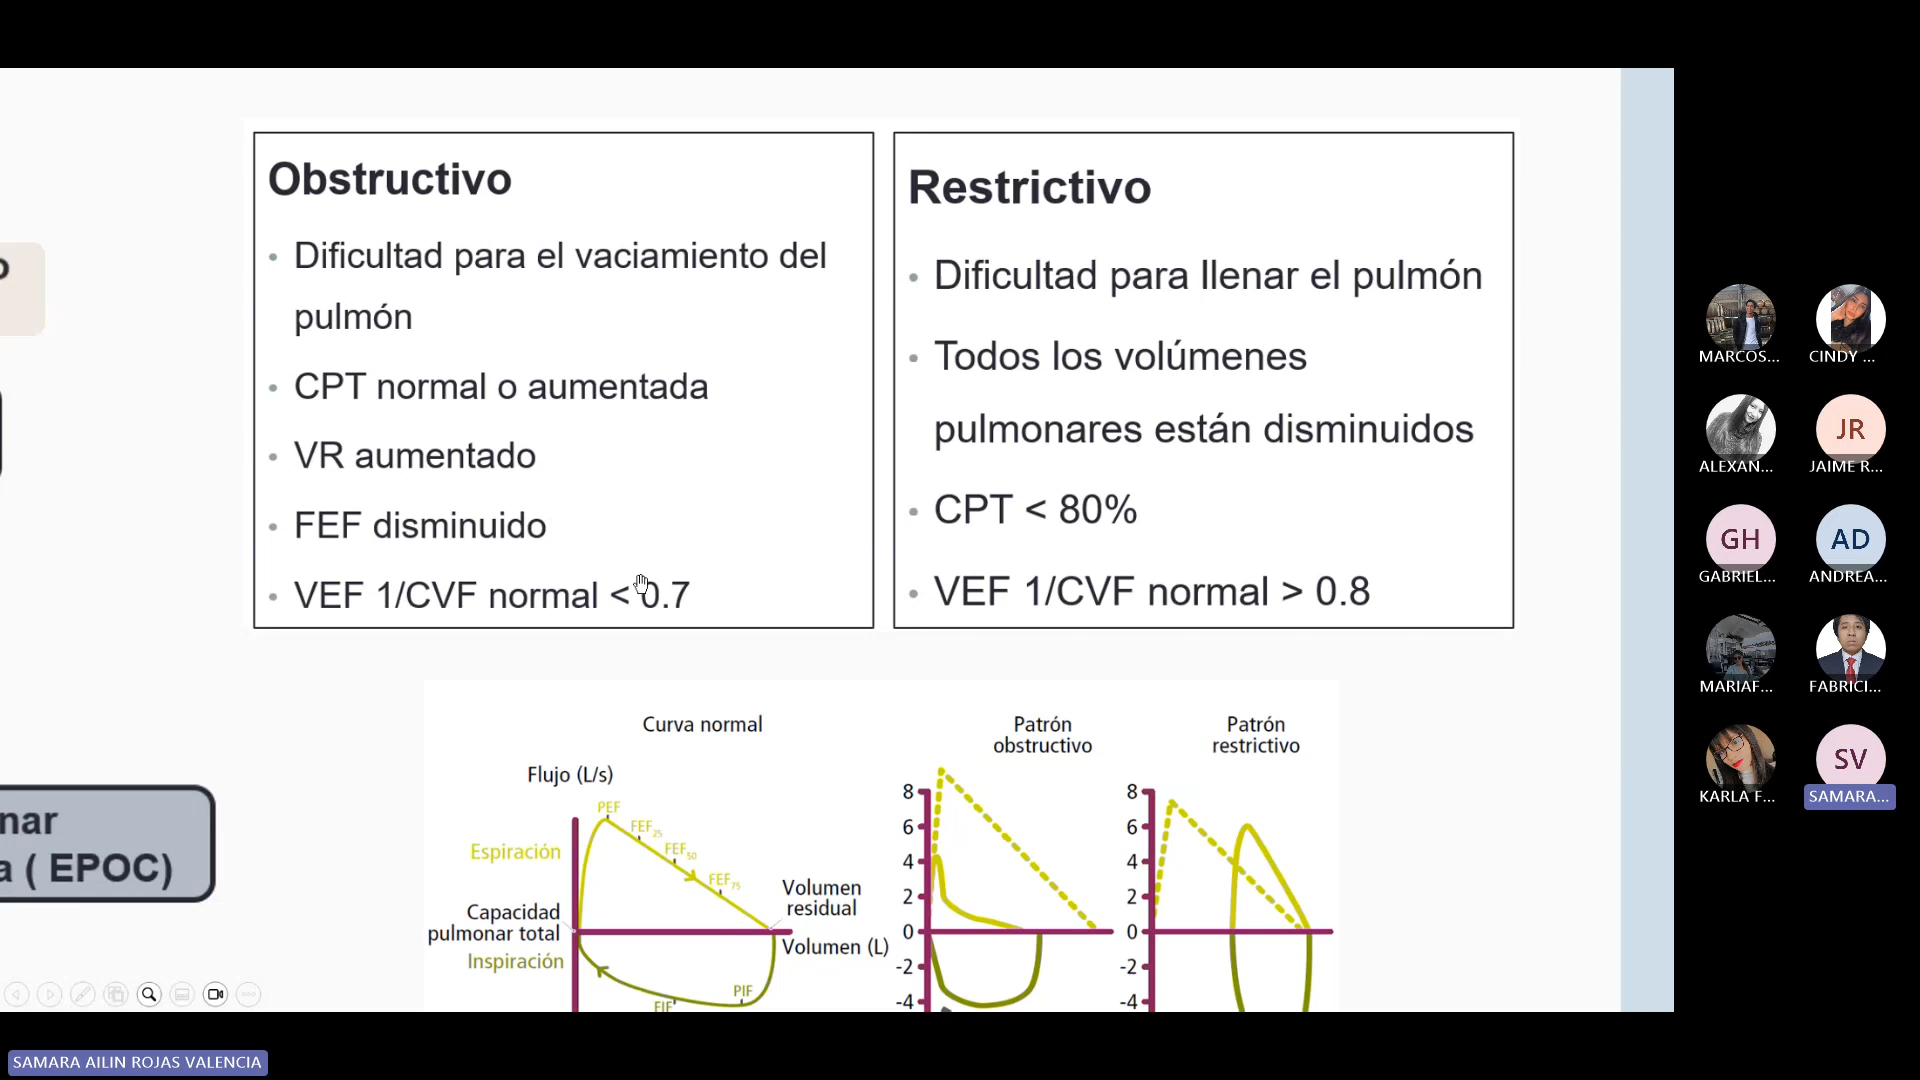 Obstructivo
• Dificultad para el vaciamiento del
pulmón
• CPT normal o aumentada
• VR aumentado
• FEF disminuido
• VEF 1/CVF normal < 0.7
Restrictivo
• Dificultad para llenar el pulmón
• Todos los volúmenes
pulmonares están disminuidos
• CPT < 80%
• VEF 1/CVF normal > 0.8
o
nar
a ( EPOC)
Curva normal
Flujo (L/s)
PEF
FEF25
FEF50
FEF75
Espiración
Capacidad
pulmonar total
Inspiración
Volumen
residual
Volumen (L)
PIF
FIF
Patrón
obstructivo
8
6
4
2
0
-2
-4
Patrón
restrictivo
8
6
4
2
0
-2
-4
MARCOS...
CINDY ...
ALEXAN...
JR
JAIME R...
GH
GABRIEL...
AD
ANDREA...
MARIAF...
FABRICI...
KARLA F...
SV
SAMARA...
SAMARA AILIN ROJAS VALENCIA